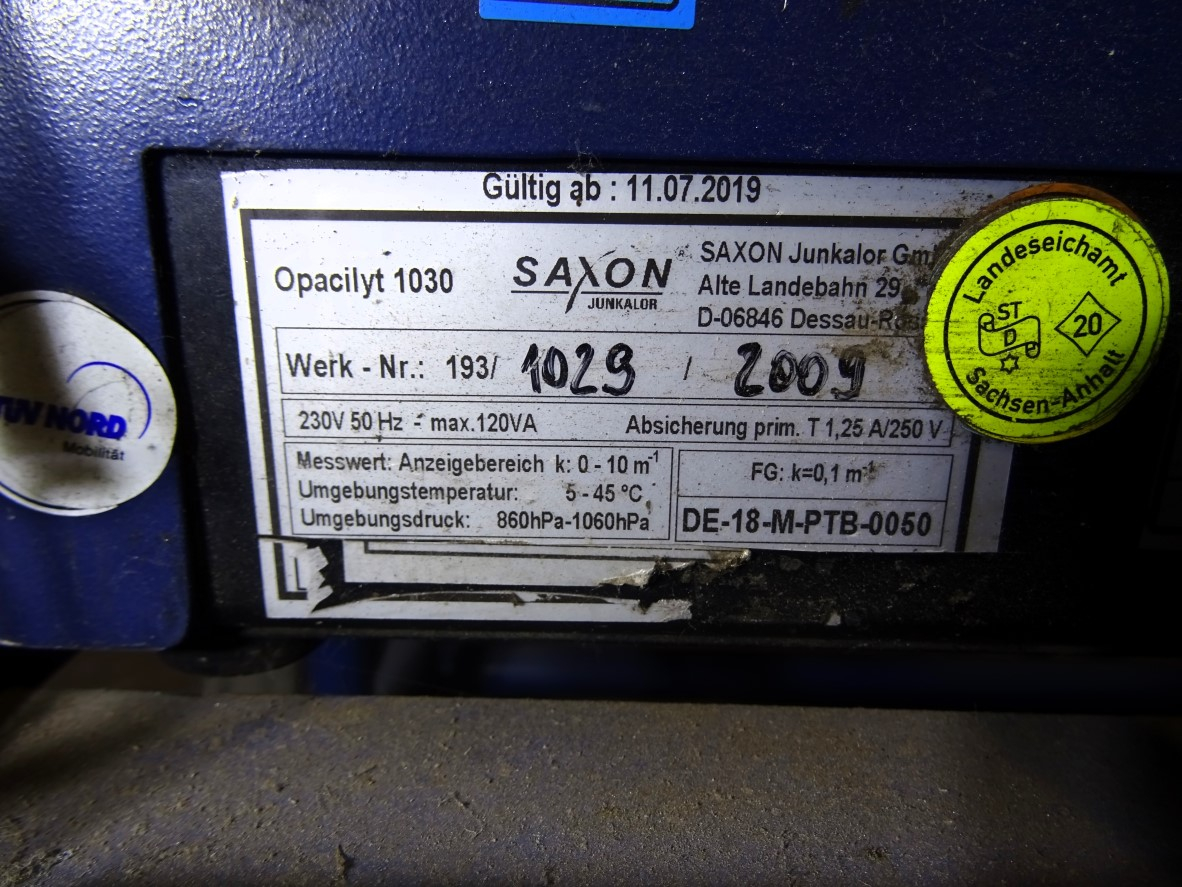 Gültig ab : 11.07.2019
Opacilyt 1030
SAXON
JUNKALOR
SAXON Junkalor Gm
Alte Landebahn 29
D-06846 Dessau-Ros
Werk - Nr.: 193/ 1029 / 2009
230V 50 Hz - max.120VA
Absicherung prim. T 1,25 A/250 V
Messwert: Anzeigebereich k: 0 - 10 m⁻¹
Umgebungstemperatur: 5 - 45 °C
Umgebungsdruck: 860hPa-1060hPa
FG: k=0,1 m⁻¹
DE-18-M-PTB-0050
L
Landeseichamt
ST
D
20
Sachsen-Anhalt
TÜV NORD
Mobilität